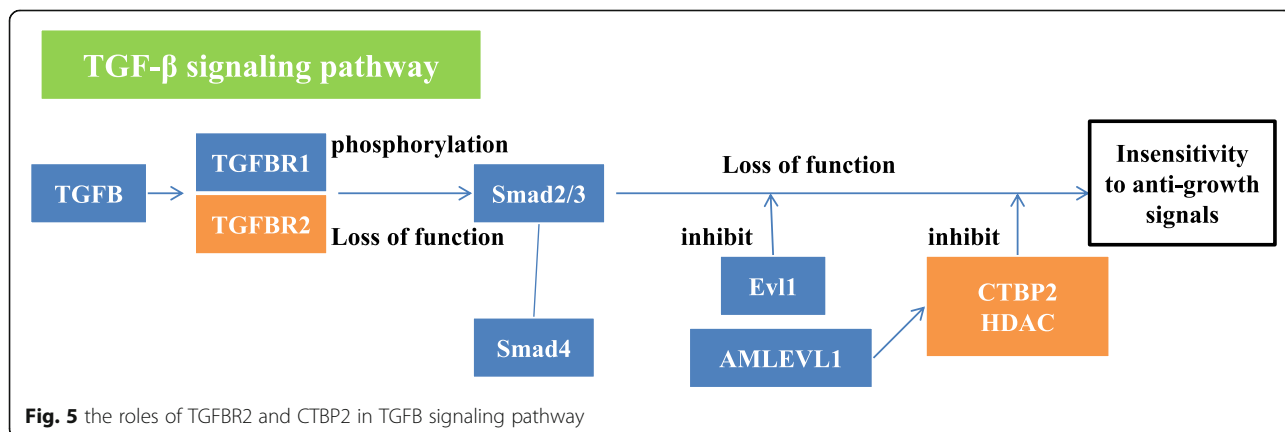 TGF-β signaling pathway
TGFB
TGFBR1
TGFBR2
phosphorylation
Loss of function
Smad2/3
Smad4
Loss of function
inhibit
Evl1
AMLEVL1
inhibit
CTBP2
HDAC
Insensitivity
to anti-growth
signals
Fig. 5 the roles of TGFBR2 and CTBP2 in TGFB signaling pathway